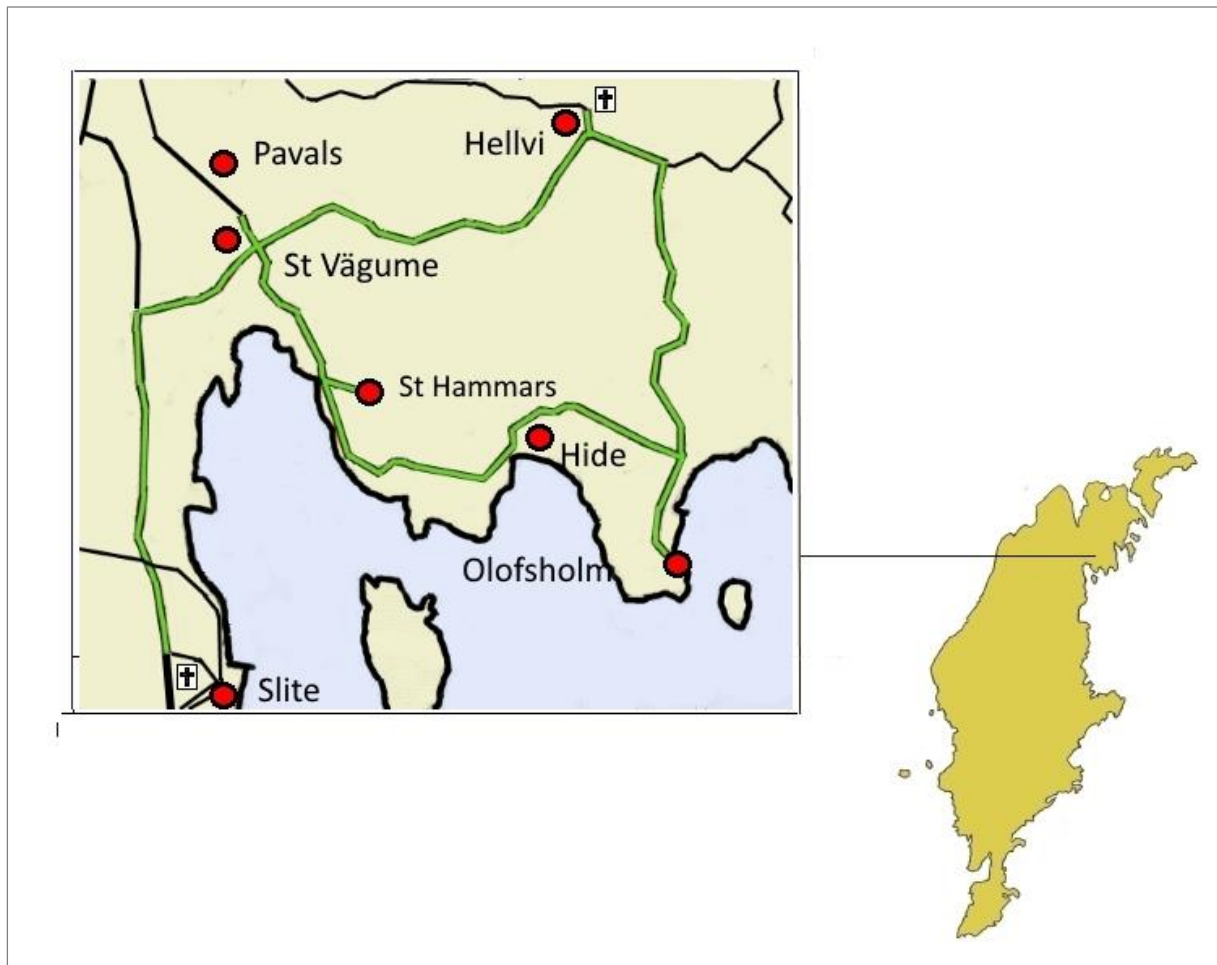 Hellvi
Pavals
St Vägume
St Hammars
Hide
Olofsholm
Slite